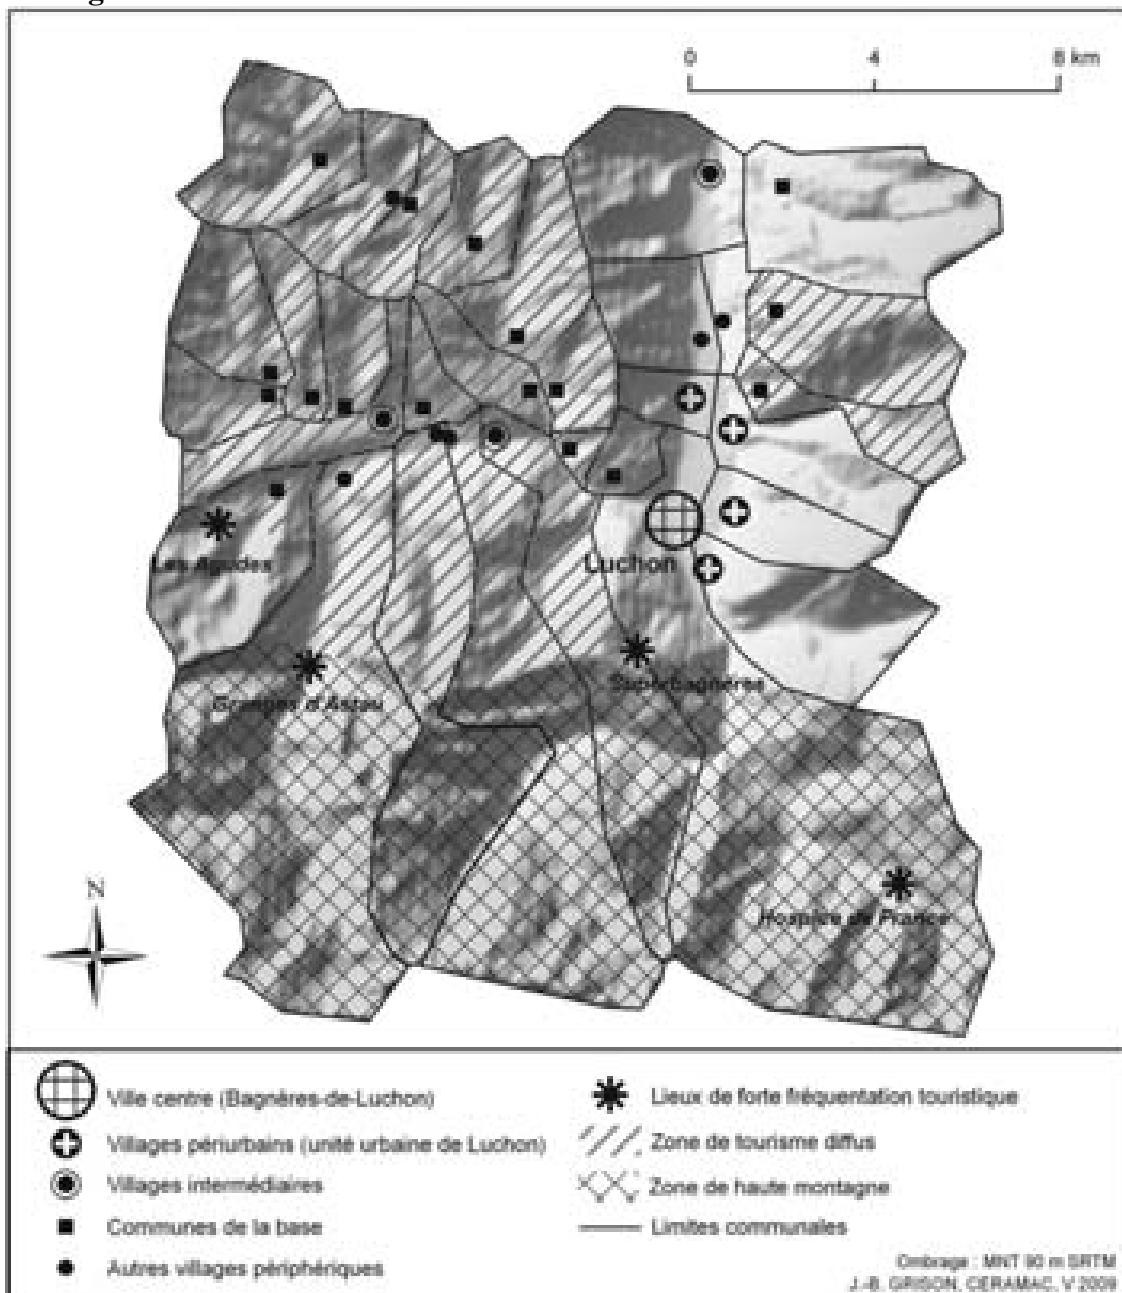 0 4 8 km
Les Agudes
Luchon
Superbagnères
Granges d'Astau
Hospice de France
N
Ville centre (Bagnères-de-Luchon)
Villages périurbains (unité urbaine de Luchon)
Villages intermédiaires
Communes de la base
Autres villages périphériques
Lieux de forte fréquentation touristique
Zone de tourisme diffus
Zone de haute montagne
Limites communales
Ombrage : MNT 90 m SRTM
J.-B. GRISON, CERAMAC, V 2009